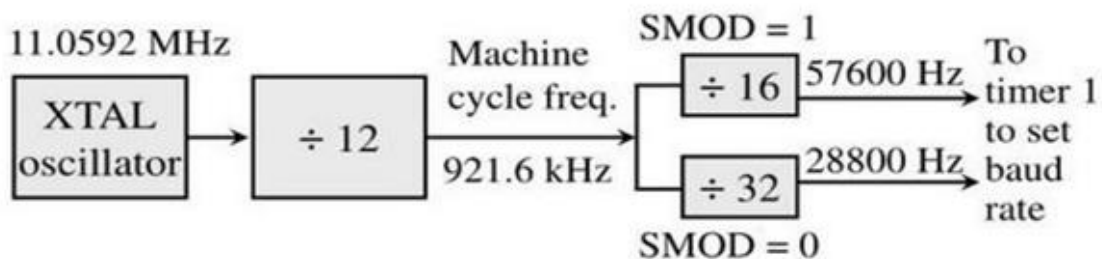 11.0592 MHz
XTAL
oscillator
÷ 12
Machine
cycle freq.
921.6 kHz
SMOD = 1
÷ 16
57600 Hz
÷ 32
28800 Hz
SMOD = 0
To
timer 1
to set
baud
rate